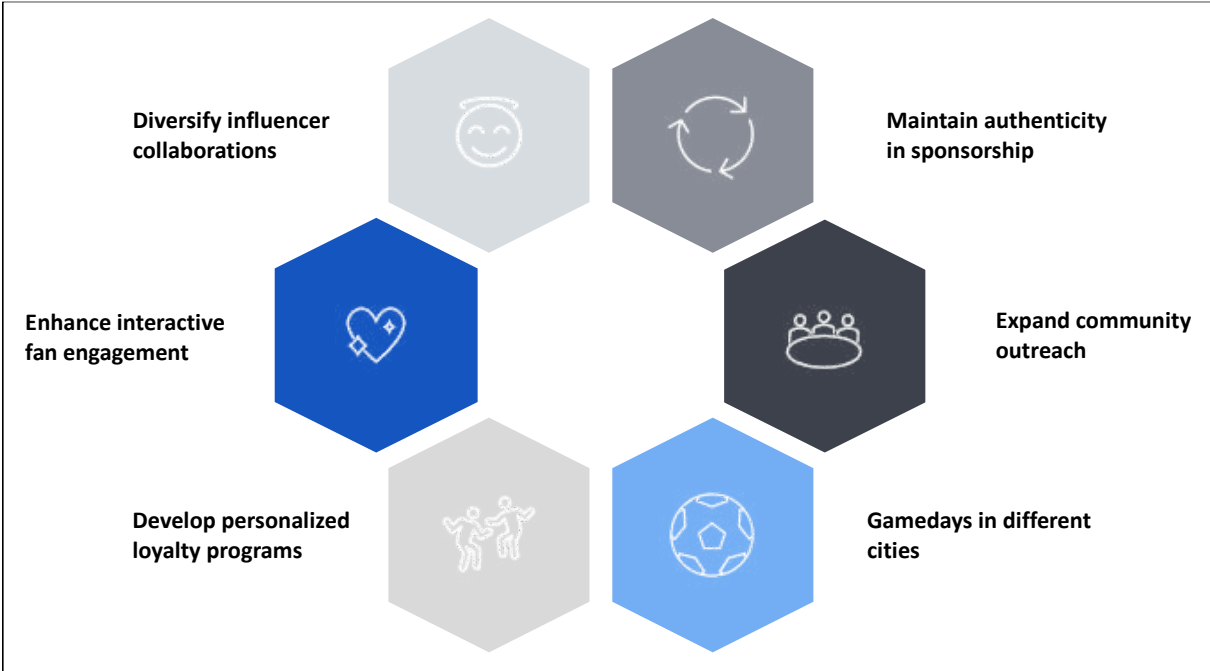 Diversify influencer
collaborations
Maintain authenticity
in sponsorship
Enhance interactive
fan engagement
Expand community
outreach
Develop personalized
loyalty programs
Gamedays in different
cities